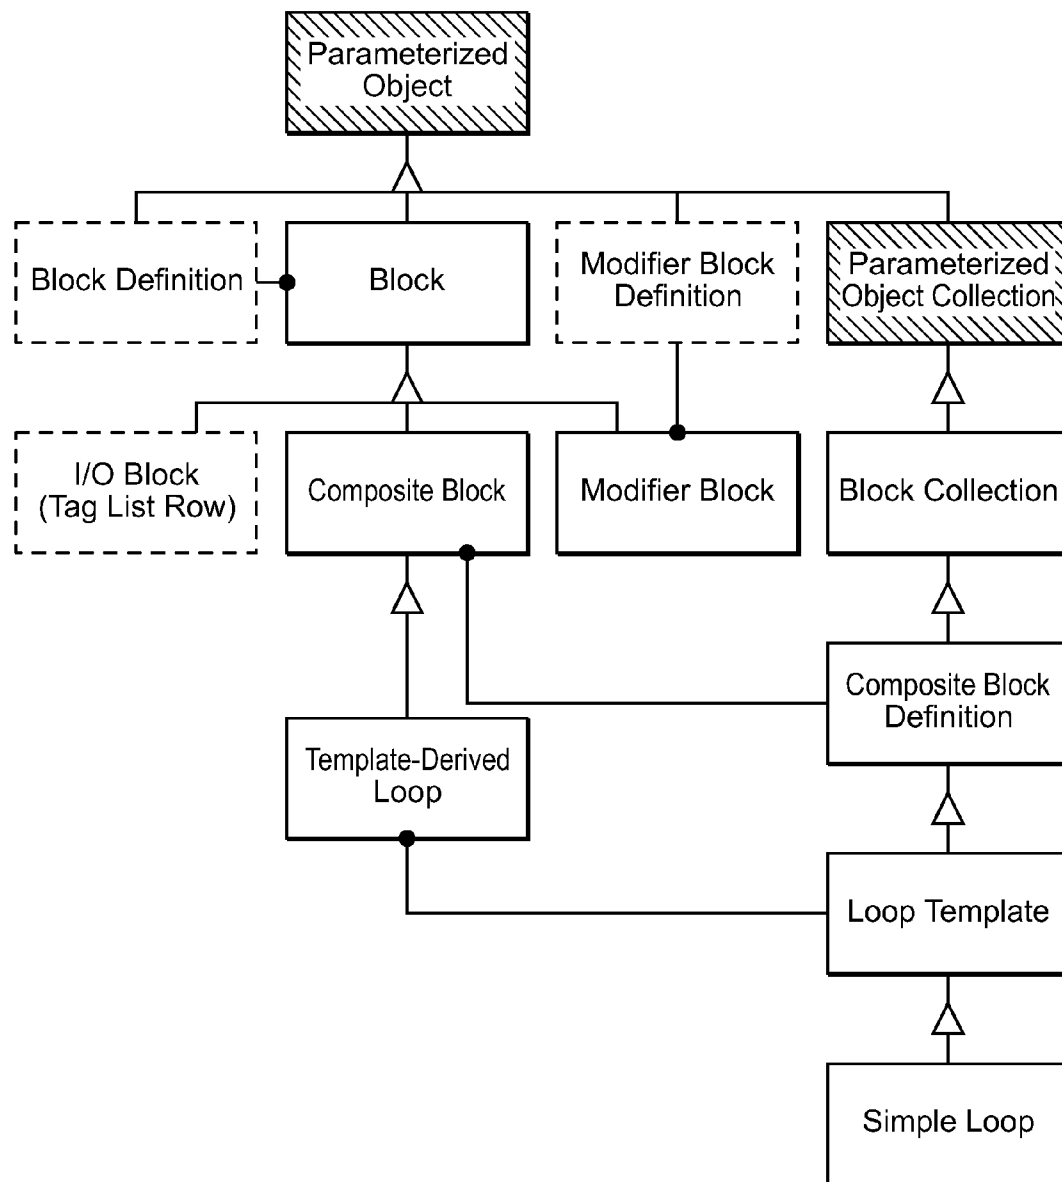 Parameterized
Object
Block Definition
Block
Modifier Block
Definition
Parameterized
Object Collection
I/O Block
(Tag List Row)
Composite Block
Modifier Block
Block Collection
Composite Block
Definition
Template-Derived
Loop
Loop Template
Simple Loop